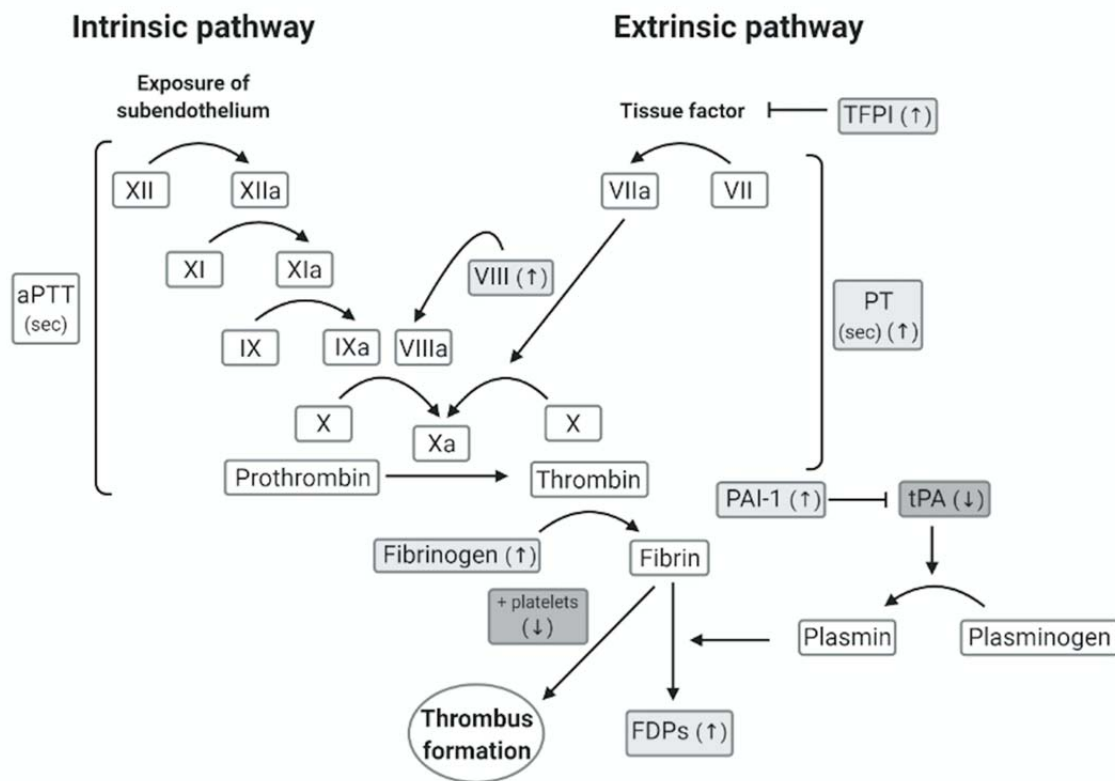 Intrinsic pathway
Extrinsic pathway
Exposure of
subendothelium
Tissue factor
TFPI (↑)
XII
XIIa
VIIa
VII
XI
XIa
VIII (↑)
aPTT
(sec)
PT
(sec) (↑)
IX
IXa
VIIIa
X
Xa
X
Prothrombin
Thrombin
PAI-1 (↑)
tPA (↓)
Fibrinogen (↑)
Fibrin
+ platelets
(↓)
Plasmin
Plasminogen
Thrombus
formation
FDPs (↑)